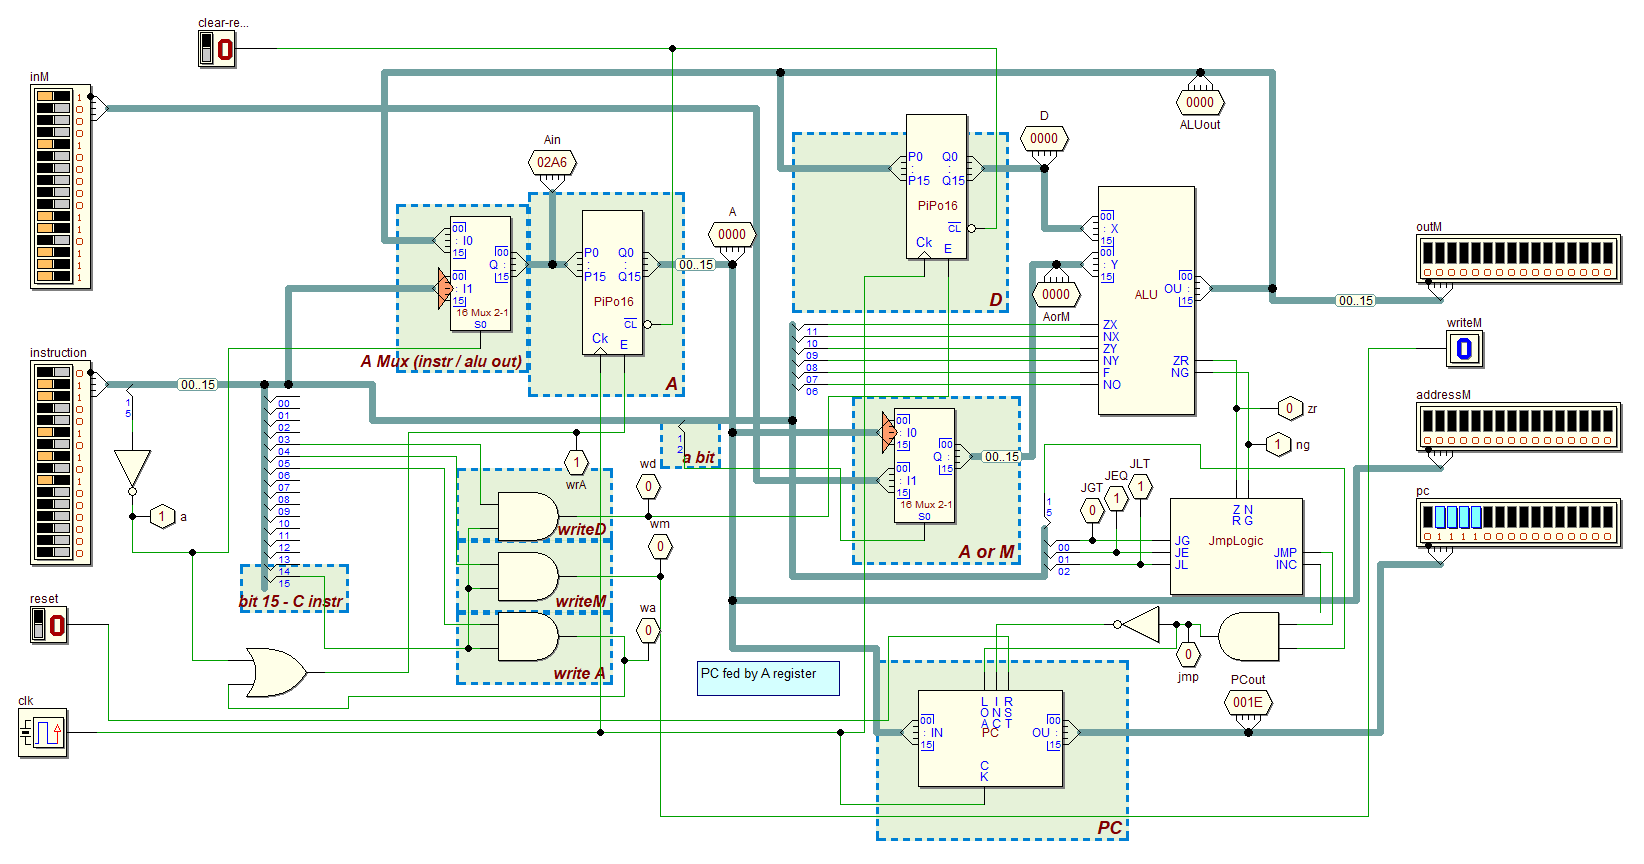 clear-re...
0
inM
1
0
0
0
1
0
0
0
0
0
1
1
0
1
1
1
Ain
02A6
D
0000
0000
ALUout
P0
:
P15
Q0
:
Q15
PiPo16
CL
Ck
E
D
A
0000
00
: I0
15
00
: I1
15
00
Q :
15
16 Mux 2-1
S0
A Mux (instr / alu out)
P0
:
P15
Q0
:
Q15
PiPo16
CL
Ck
E
A
00..15
00
: X
15
00
: Y
15
ALU
00
OU :
15
ZX
NX
ZY
NY
F
NO
ZR
NG
0000
AorM
11
10
09
08
07
06
00..15
outM
0000000000000000
writeM
0
addressM
0000000000000000
pc
0111100000000000
instruction
0
1
0
1
0
1
0
1
0
1
0
0
0
0
0
0
00..15
1
5
00
01
02
03
04
05
06
07
08
09
10
11
12
13
14
15
bit 15 - C instr
1
a
1
wrA
1
2
a bit
wd
0
wm
0
wa
0
writeD
writeM
write A
00
: I0
15
00
: I1
15
00
Q :
15
16 Mux 2-1
S0
A or M
00..15
0
zr
1
ng
JGT
0
JEQ
1
JLT
1
1
5
00
01
02
Z R
N G
JG
JE
JL
JmpLogic
JMP
INC
0
jmp
reset
0
clk
PC fed by A register
LOAD
INC
RST
PC
00
: IN
15
00
OU :
15
CK
PCout
001E
PC